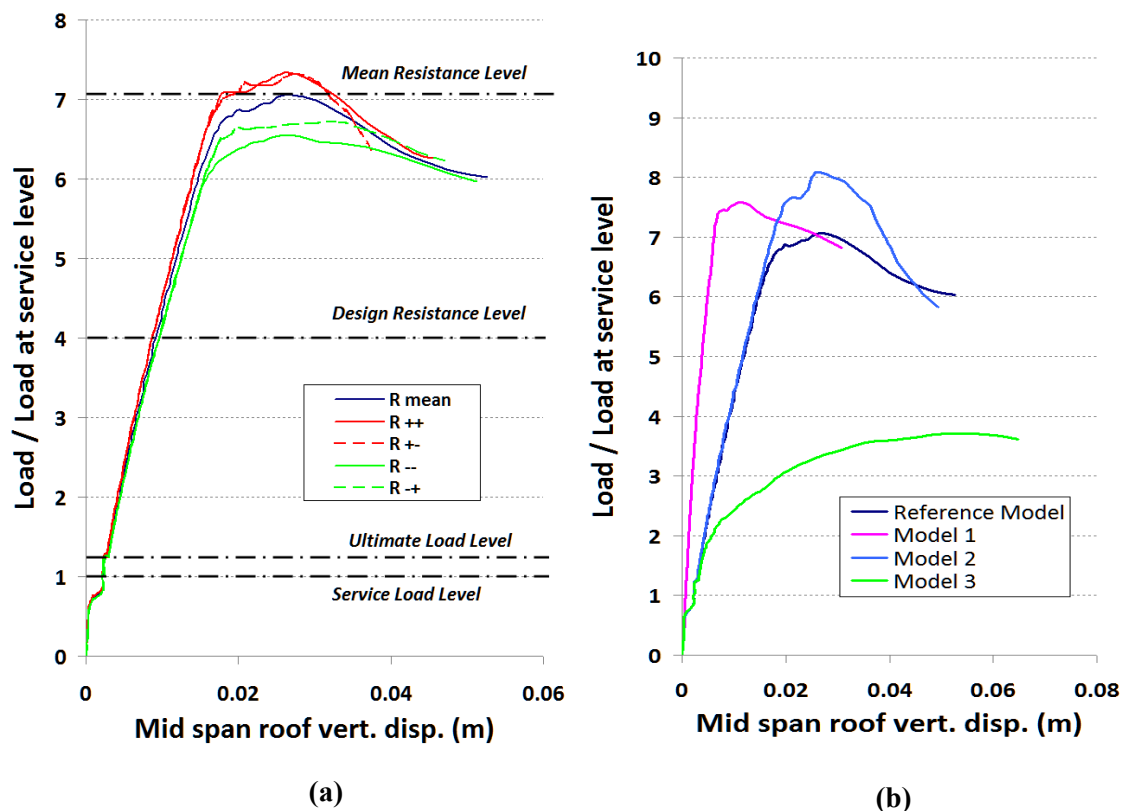 8
7
6
5
4
3
2
1
0
Load / Load at service level
Mean Resistance Level
Design Resistance Level
R mean
R ++
R +-
R --
R -+
Ultimate Load Level
Service Load Level
0 0.02 0.04 0.06
Mid span roof vert. disp. (m)
(a)
10
9
8
7
6
5
4
3
2
1
0
Load / Load at service level
Reference Model
Model 1
Model 2
Model 3
0 0.02 0.04 0.06 0.08
Mid span roof vert. disp. (m)
(b)